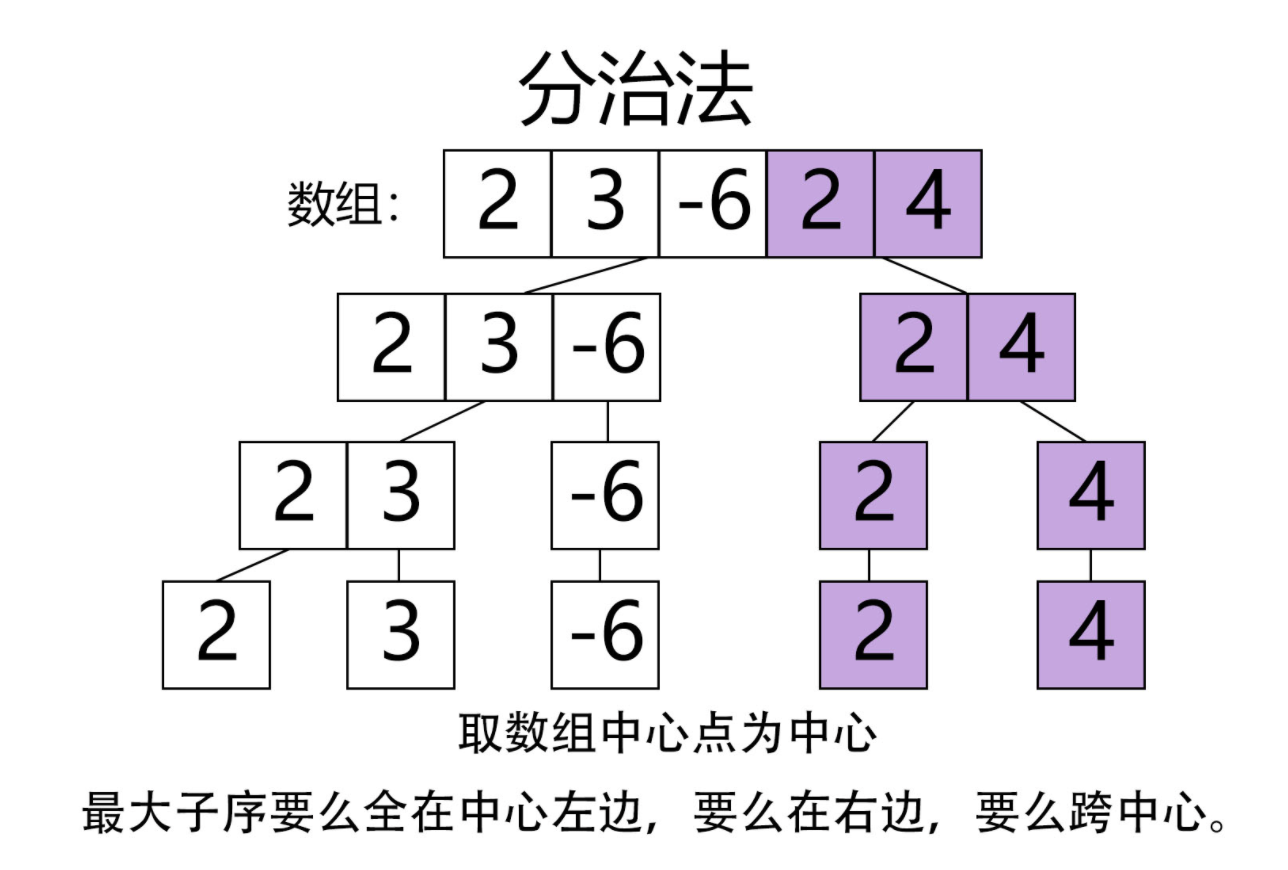 分治法
数组： 2 3 -6 2 4
2 3 -6 2 4
2 3 -6 2 4
2 3 -6 2 4
取数组中心点为中心
最大子序要么全在中心左边，要么在右边，要么跨中心。